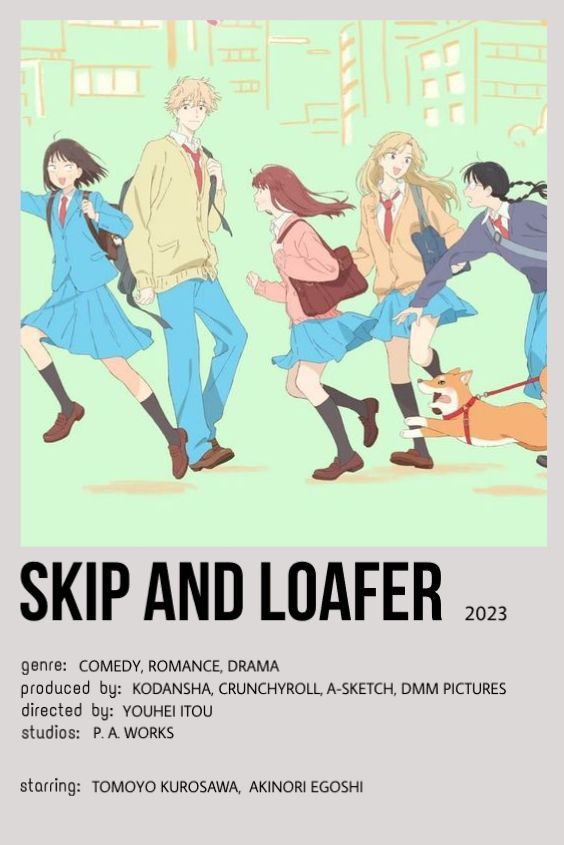 SKIP AND LOAFER 2023
genre: COMEDY, ROMANCE, DRAMA
produced by: KODANSHA, CRUNCHYROLL, A-SKETCH, DMM PICTURES
directed by: YOUHEI ITOU
studios: P. A. WORKS
starring: TOMOYO KUROSAWA, AKINORI EGOSHI